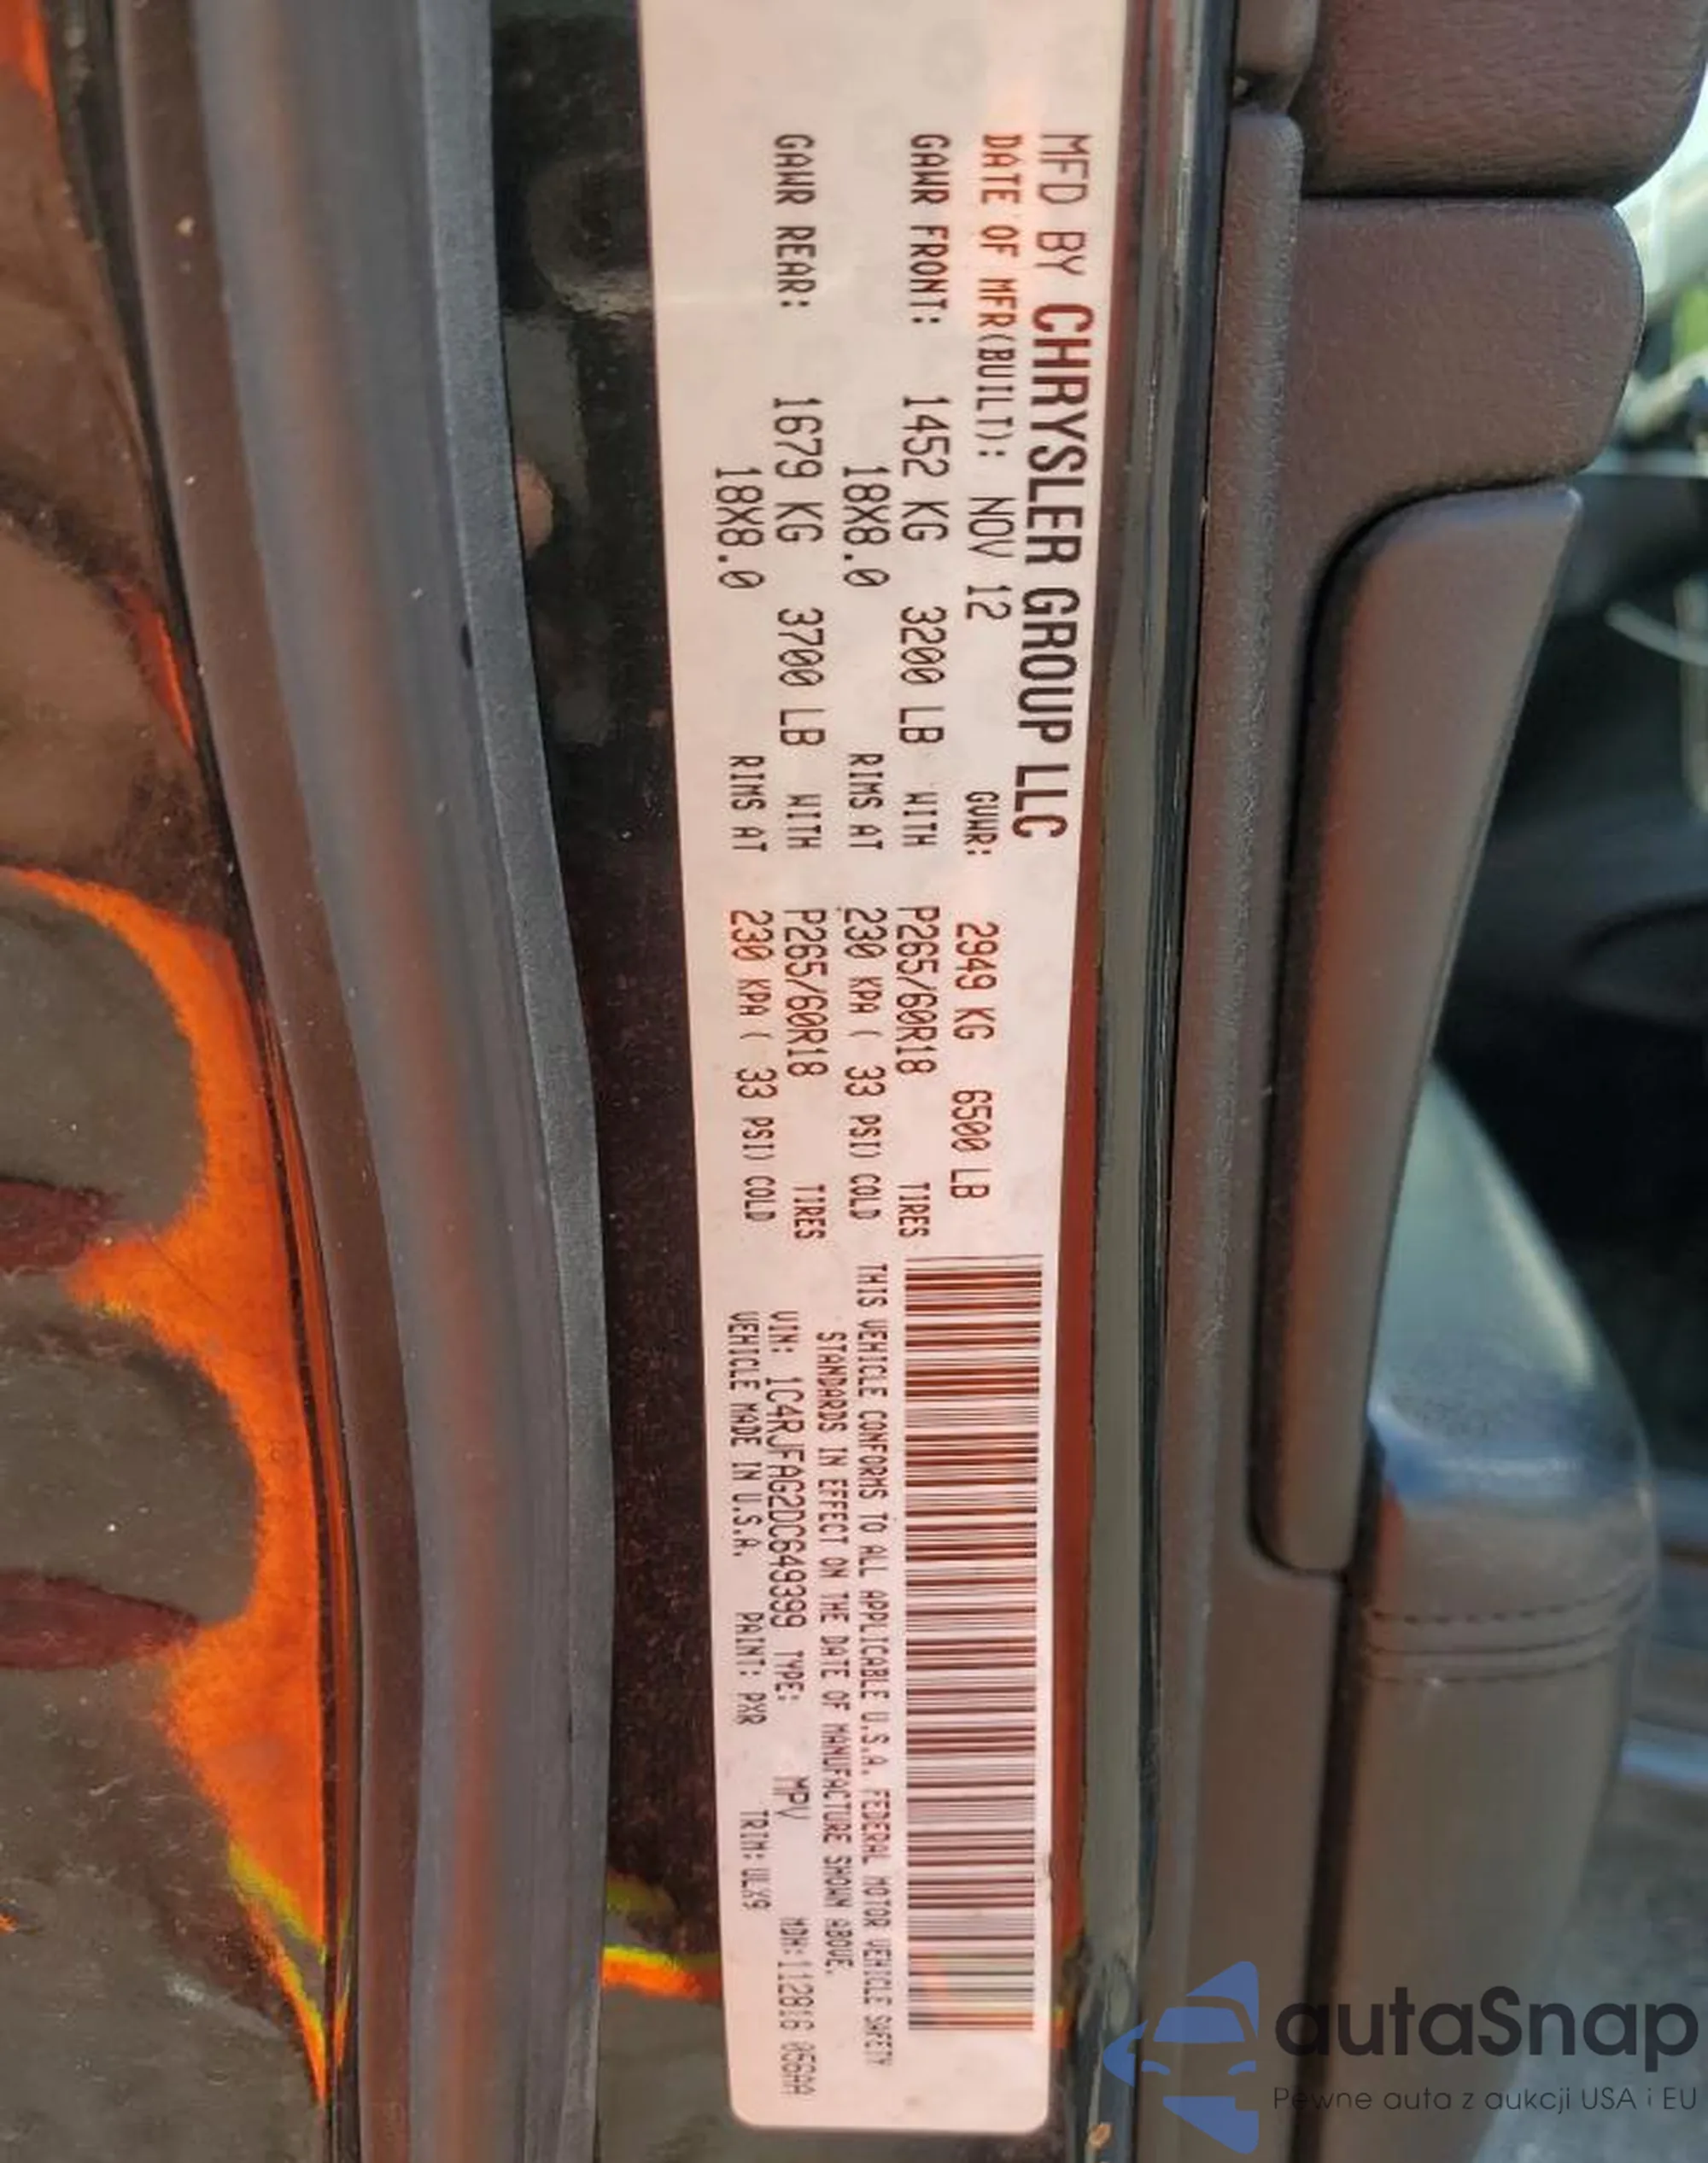 MFD BY CHRYSLER GROUP LLC
DATE OF MFR(BUILT): NOV 12 GVWR: 2949 KG 6500 LB
GAWR FRONT: 1452 KG 3200 LB WITH P265/60R18 TIRES
18X8.0 RIMS AT 230 KPA ( 33 PSI) COLD
GAWR REAR: 1679 KG 3700 LB WITH P265/60R18 TIRES
18X8.0 RIMS AT 230 KPA ( 33 PSI) COLD
THIS VEHICLE CONFORMS TO ALL APPLICABLE U.S.A. FEDERAL MOTOR VEHICLE SAFETY
STANDARDS IN EFFECT ON THE DATE OF MANUFACTURE SHOWN ABOVE.
VIN: 1C4RJFAG2DC649399 TYPE: MPV MDH:112816 056AA
VEHICLE MADE IN U.S.A. PAINT: PXR TRIM: ULX9
autaSnap
Pewne auta z aukcji USA i EU